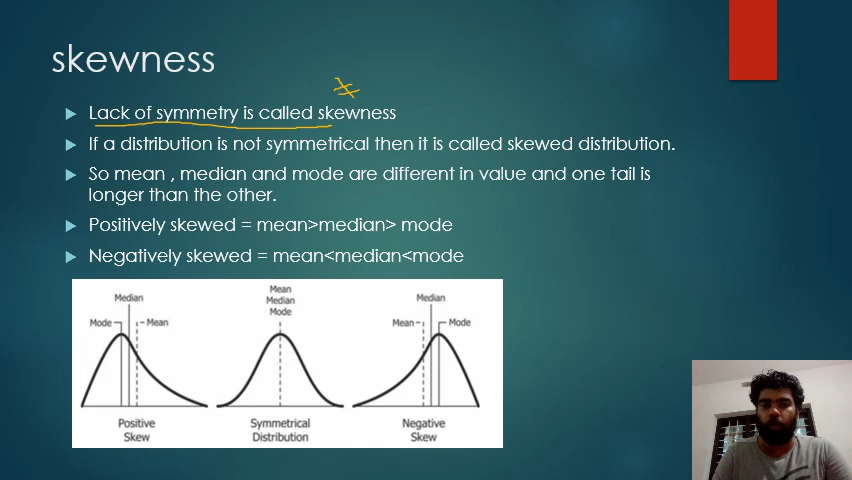 skewness
Lack of symmetry is called skewness
If a distribution is not symmetrical then it is called skewed distribution.
So mean , median and mode are different in value and one tail is
longer than the other.
Positively skewed = mean>median> mode
Negatively skewed = mean<median<mode
Median
Mode
Mean
Positive
Skew
Mean
Median
Mode
Symmetrical
Distribution
Median
Mean
Mode
Negative
Skew